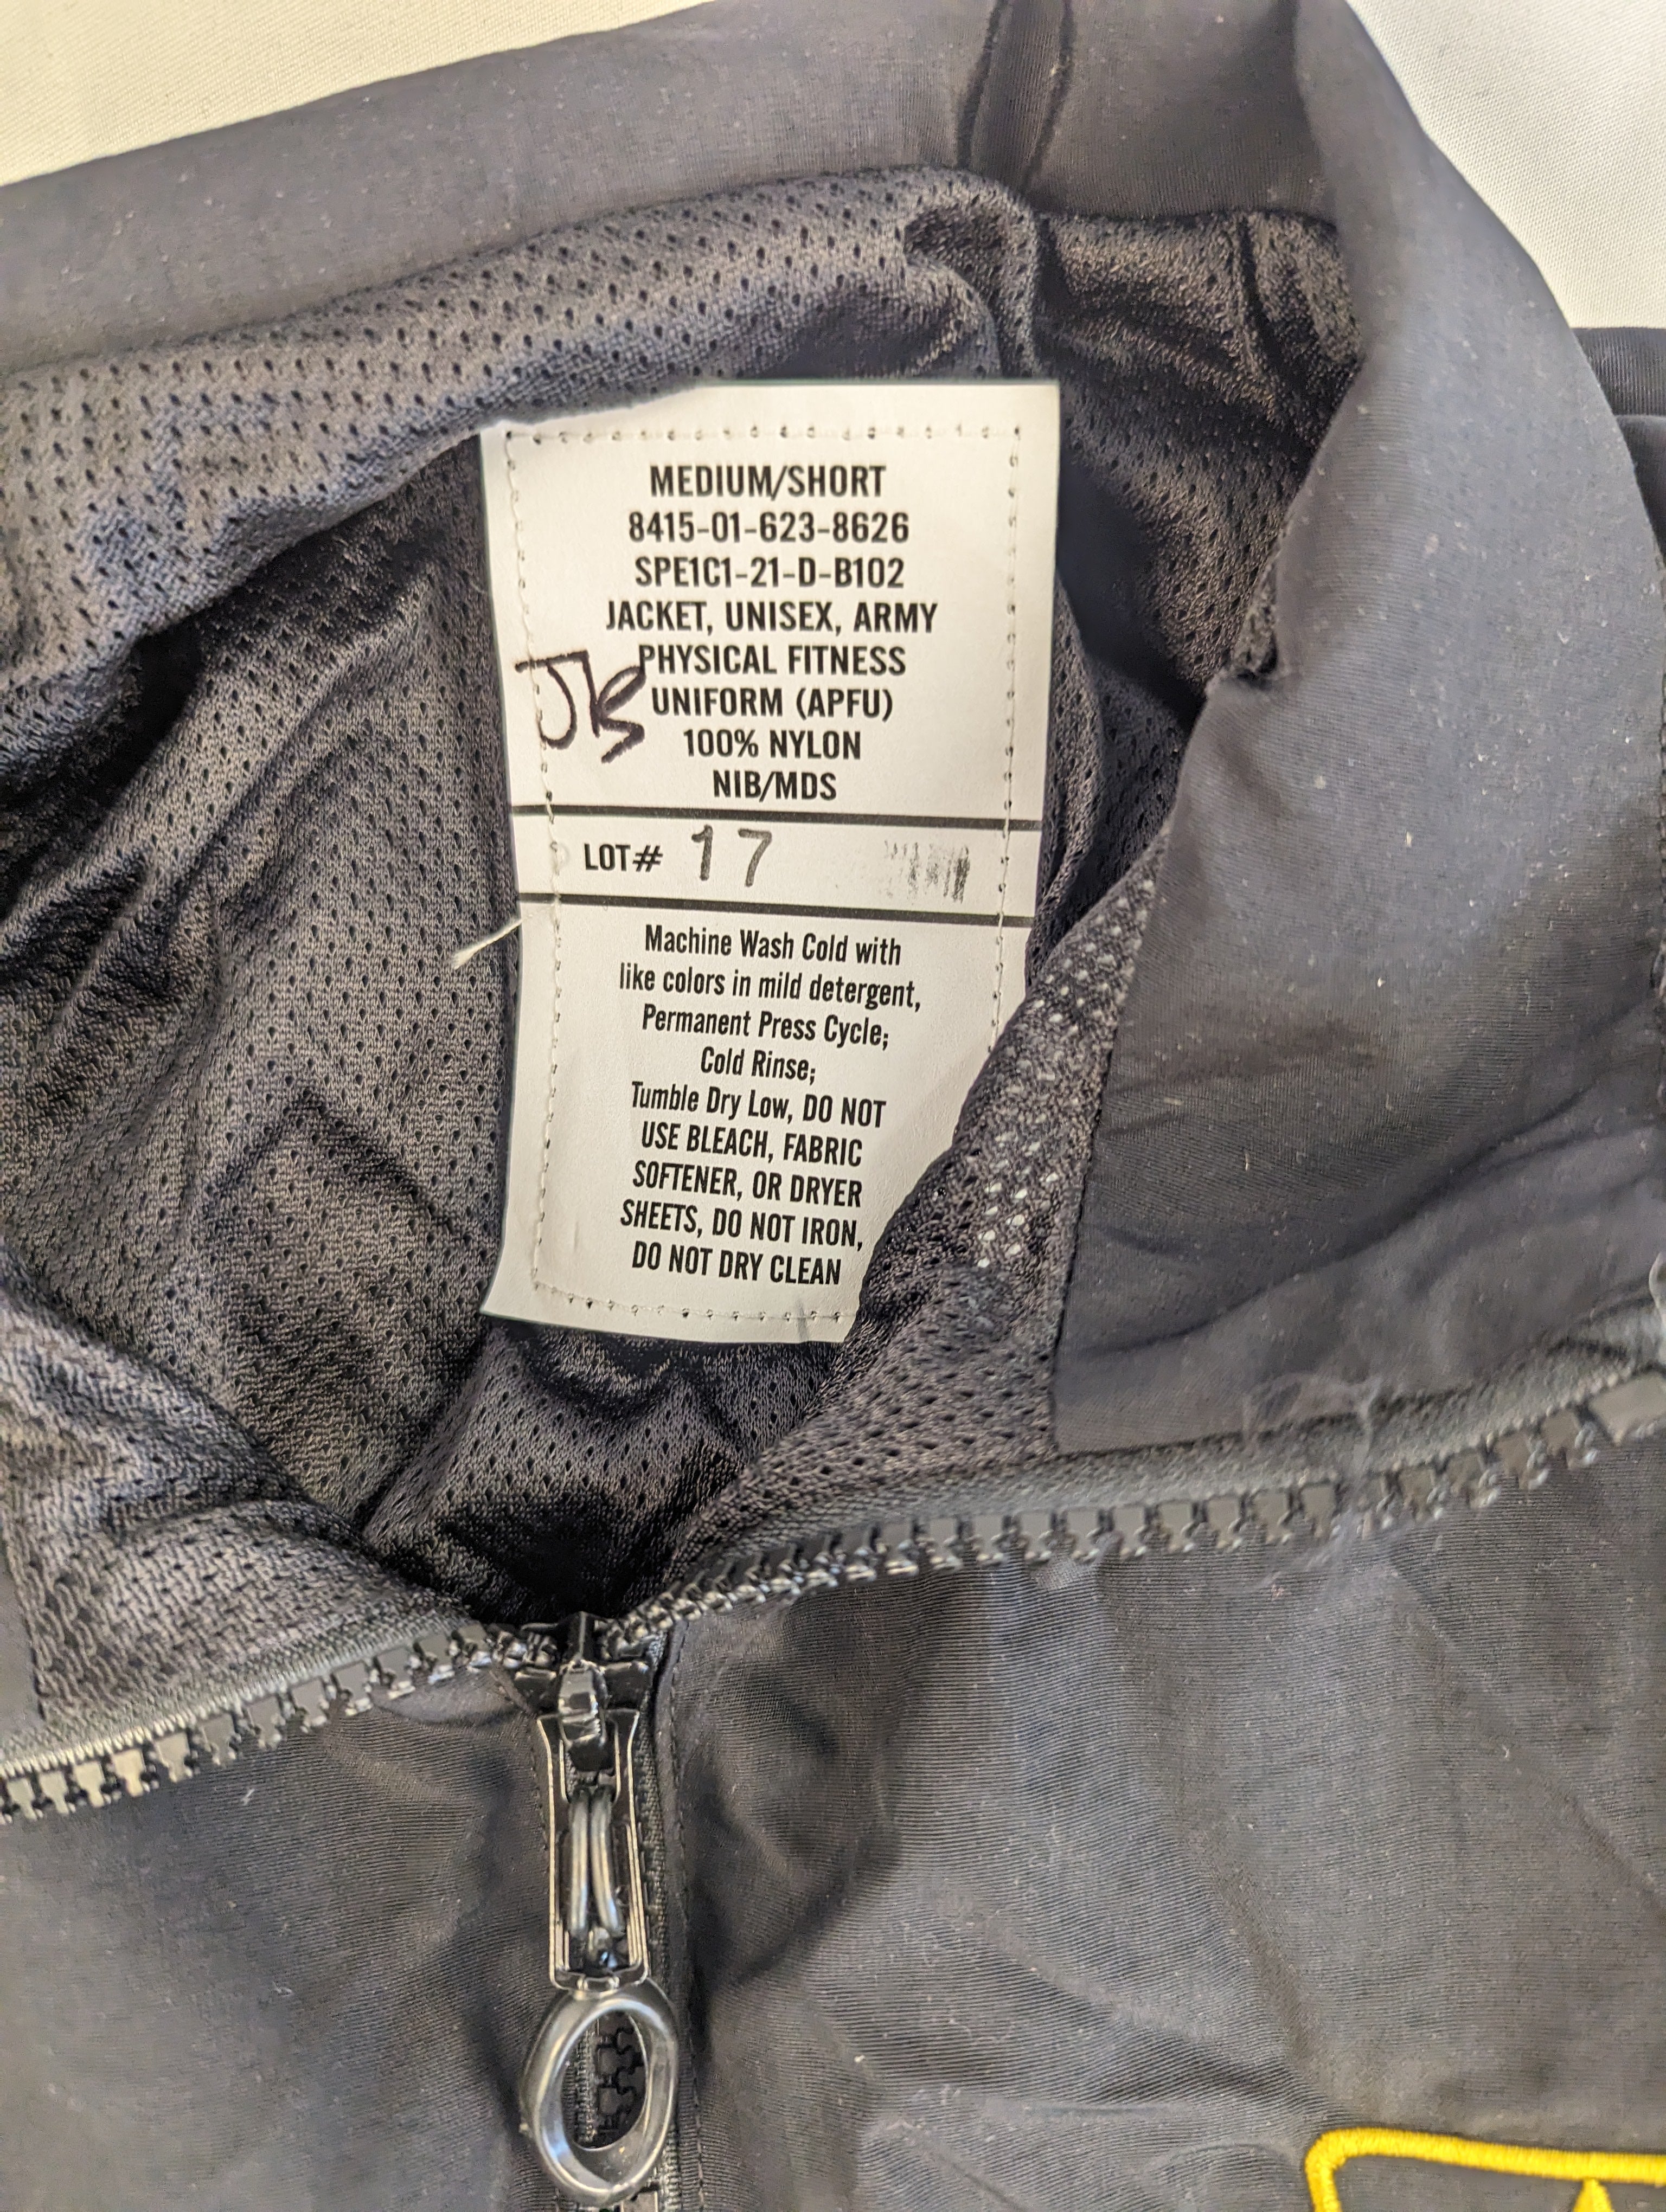 MEDIUM/SHORT
8415-01-623-8626
SPE1C1-21-D-B102
JACKET, UNISEX, ARMY
PHYSICAL FITNESS
JB
UNIFORM (APFU)
100% NYLON
NIB/MDS
LOT# 17
Machine Wash Cold with
like colors in mild detergent,
Permanent Press Cycle;
Cold Rinse;
Tumble Dry Low, DO NOT
USE BLEACH, FABRIC
SOFTENER, OR DRYER
SHEETS, DO NOT IRON,
DO NOT DRY CLEAN